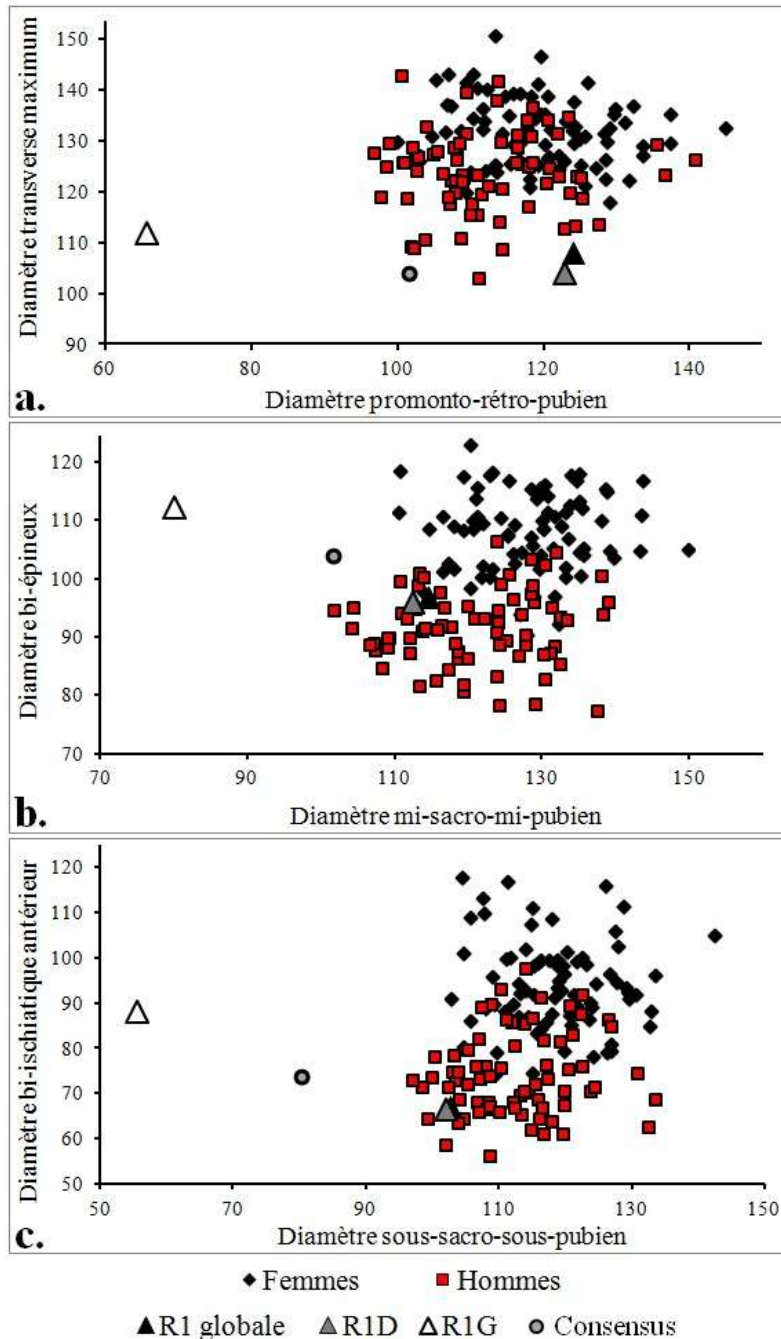 Diamètre transverse maximum
150
140
130
120
110
100
90
60 80 100 120 140
Diamètre promonto-rétro-pubien
a.
Diamètre bi-épineux
120
110
100
90
80
70
70 90 110 130 150
Diamètre mi-sacro-mi-pubien
b.
Diamètre bi-ischiatique antérieur
120
110
100
90
80
70
60
50
50 70 90 110 130 150
Diamètre sous-sacro-sous-pubien
c.
Femmes Hommes
R1 globale R1D R1G Consensus